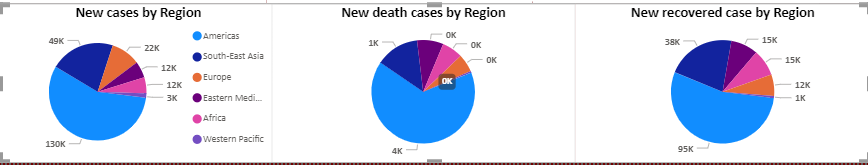 New cases by Region
49K
22K
12K
12K
3K
130K
Americas
South-East Asia
Europe
Eastern Medi...
Africa
Western Pacific
New death cases by Region
1K
0K
0K
0K
0K
4K
New recovered case by Region
38K
15K
15K
12K
1K
95K